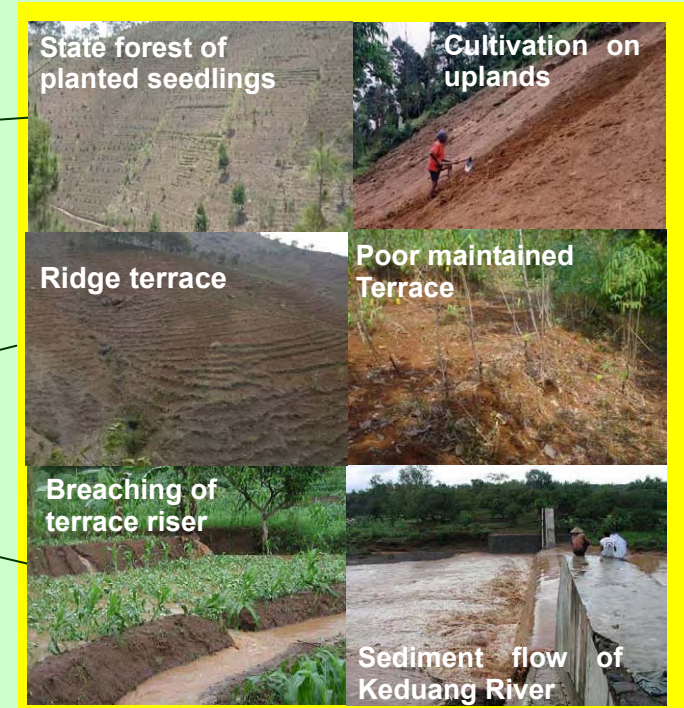 State forest of
planted seedlings
Cultivation on
uplands
Ridge terrace
Poor maintained
Terrace
Breaching of
terrace riser
Sediment flow of
Keduang River